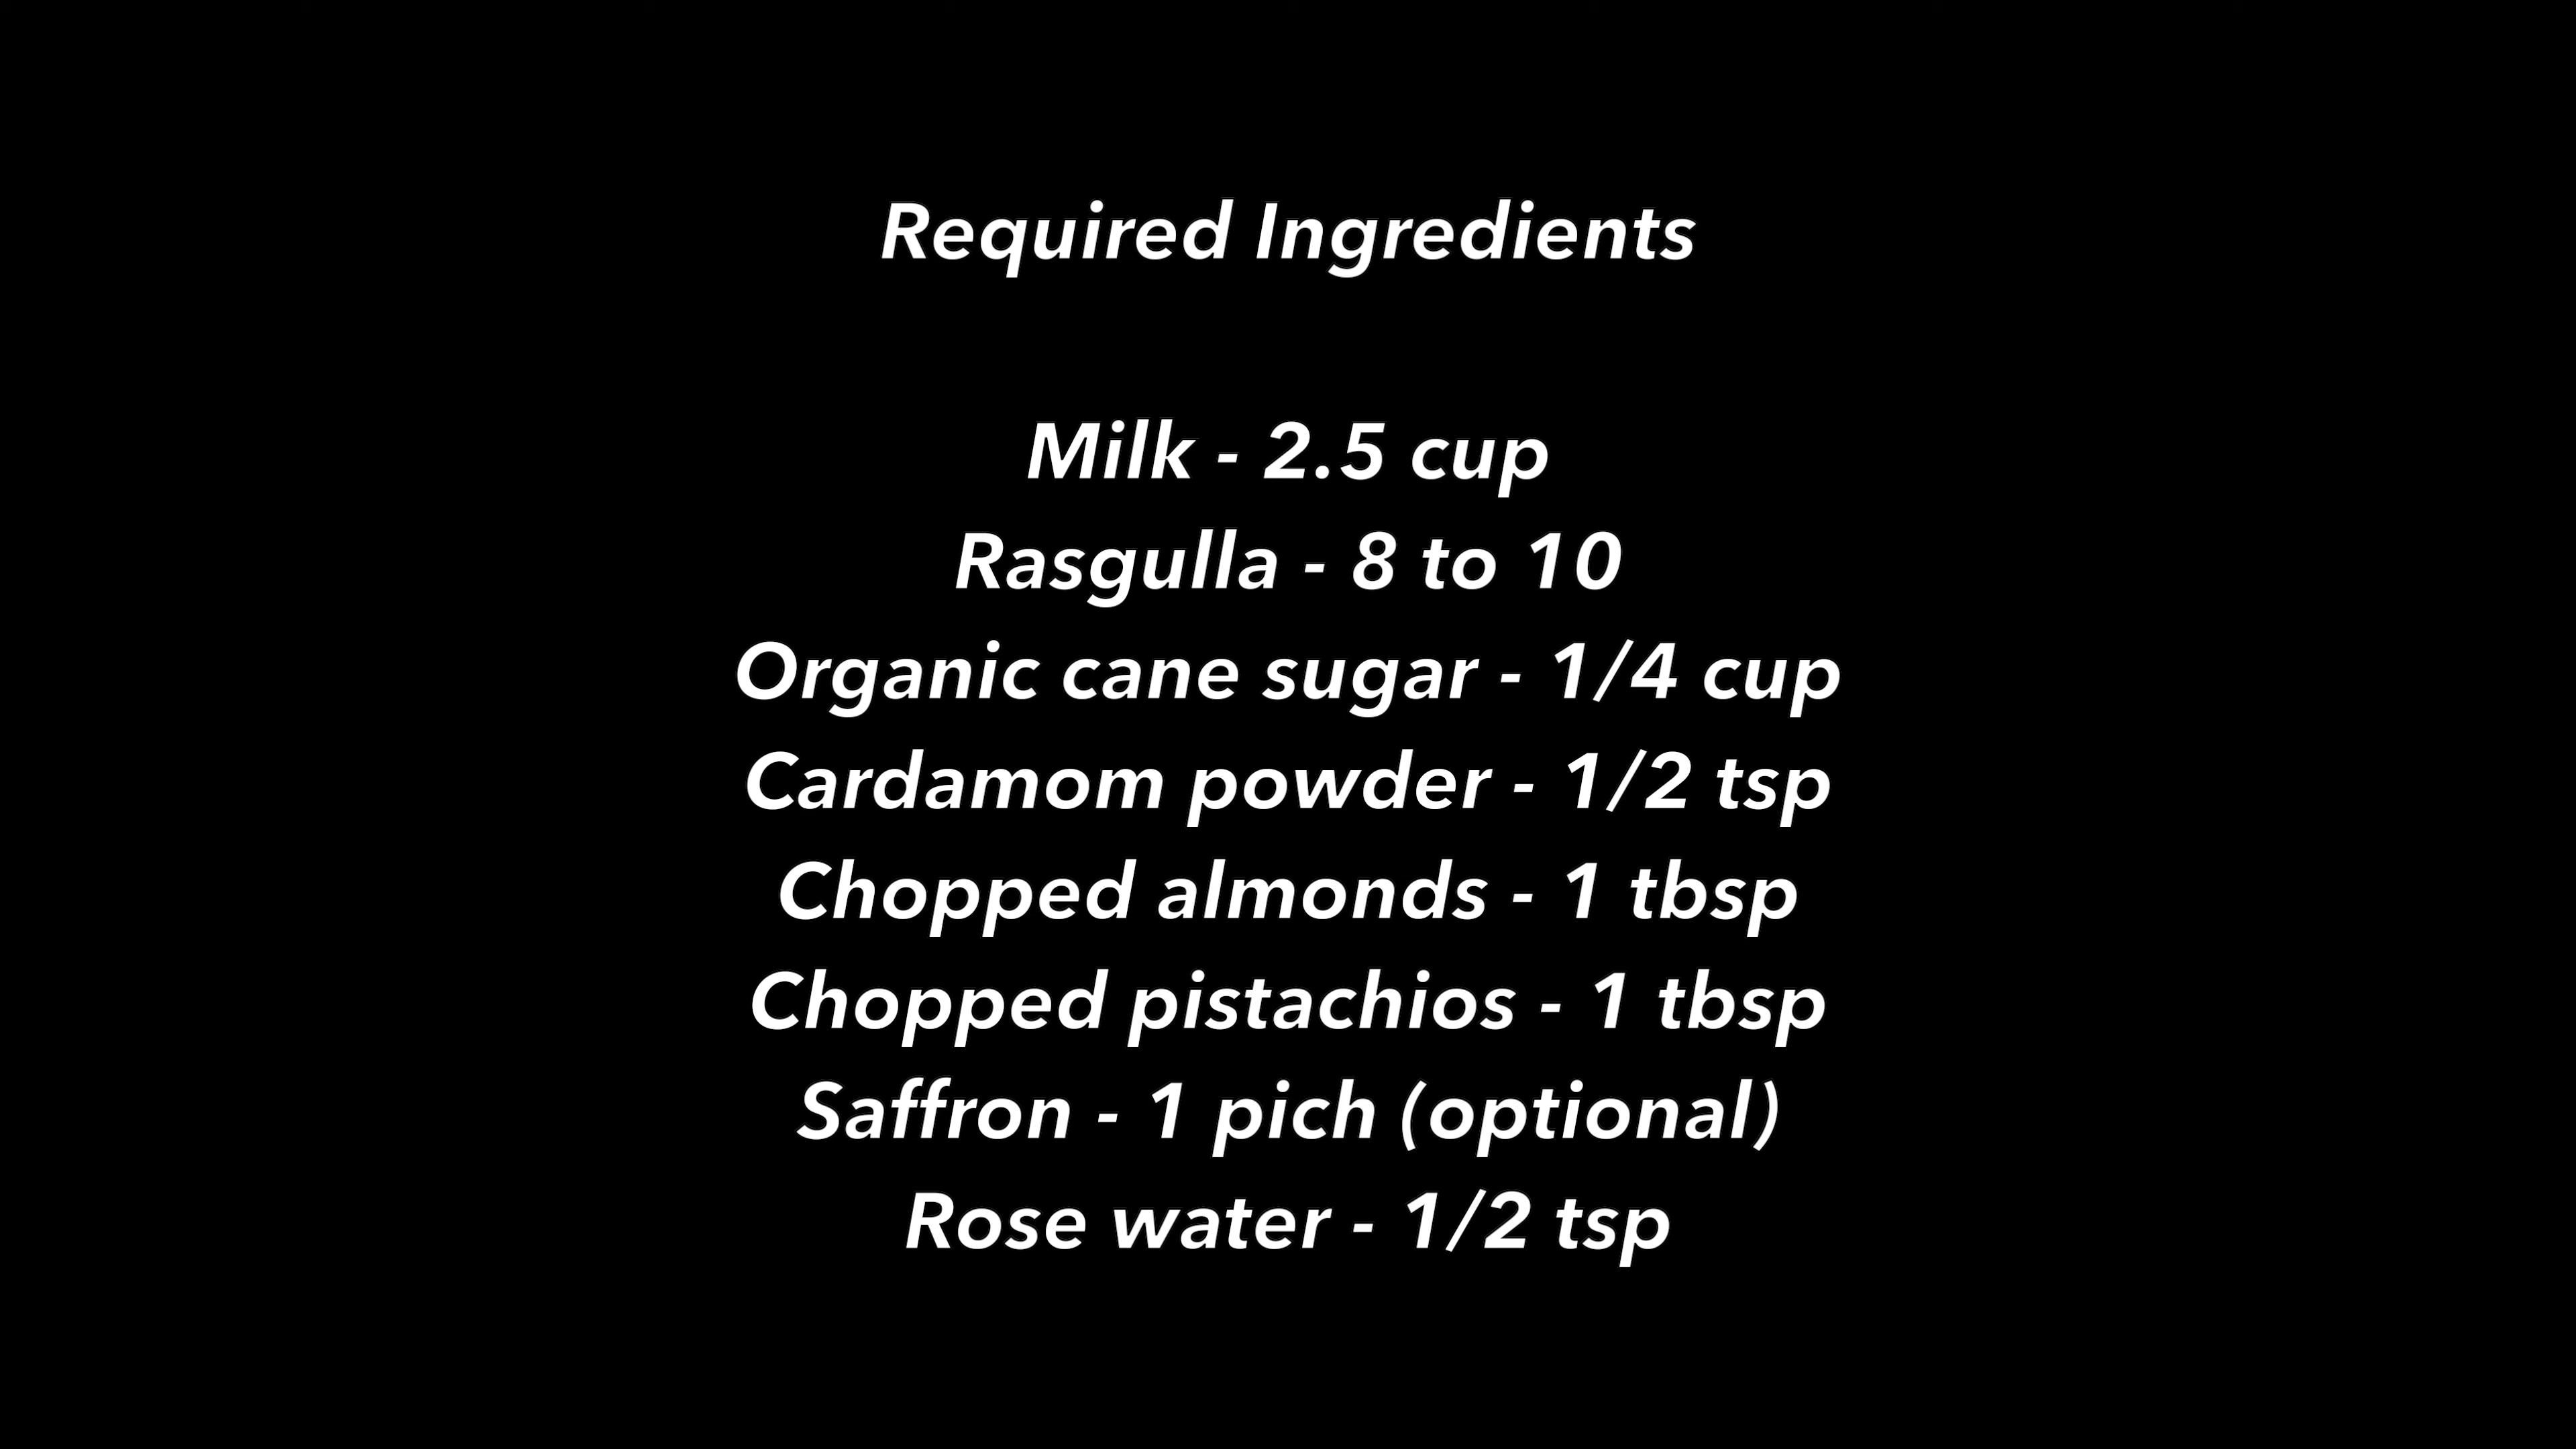 Required Ingredients
Milk - 2.5 cup
Rasgulla - 8 to 10
Organic cane sugar - 1/4 cup
Cardamom powder - 1/2 tsp
Chopped almonds - 1 tbsp
Chopped pistachios - 1 tbsp
Saffron - 1 pich (optional)
Rose water - 1/2 tsp